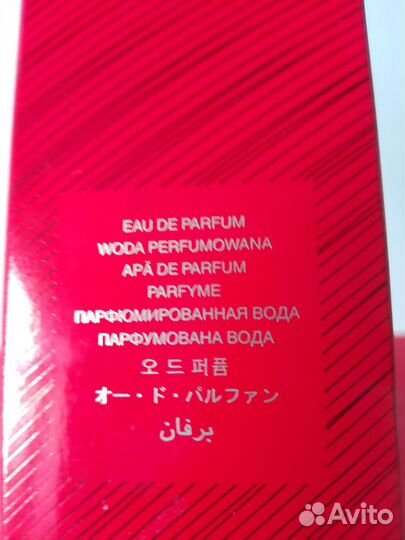 EAU DE PARFUM
WODA PERFUMOWANA
APĂ DE PARFUM
PARFYME
ПАРФЮМИРОВАННАЯ ВОДА
ПАРФУМОВАНА ВОДА
오 드 퍼퓸
オー・ド・パルファン
برفان
Avito